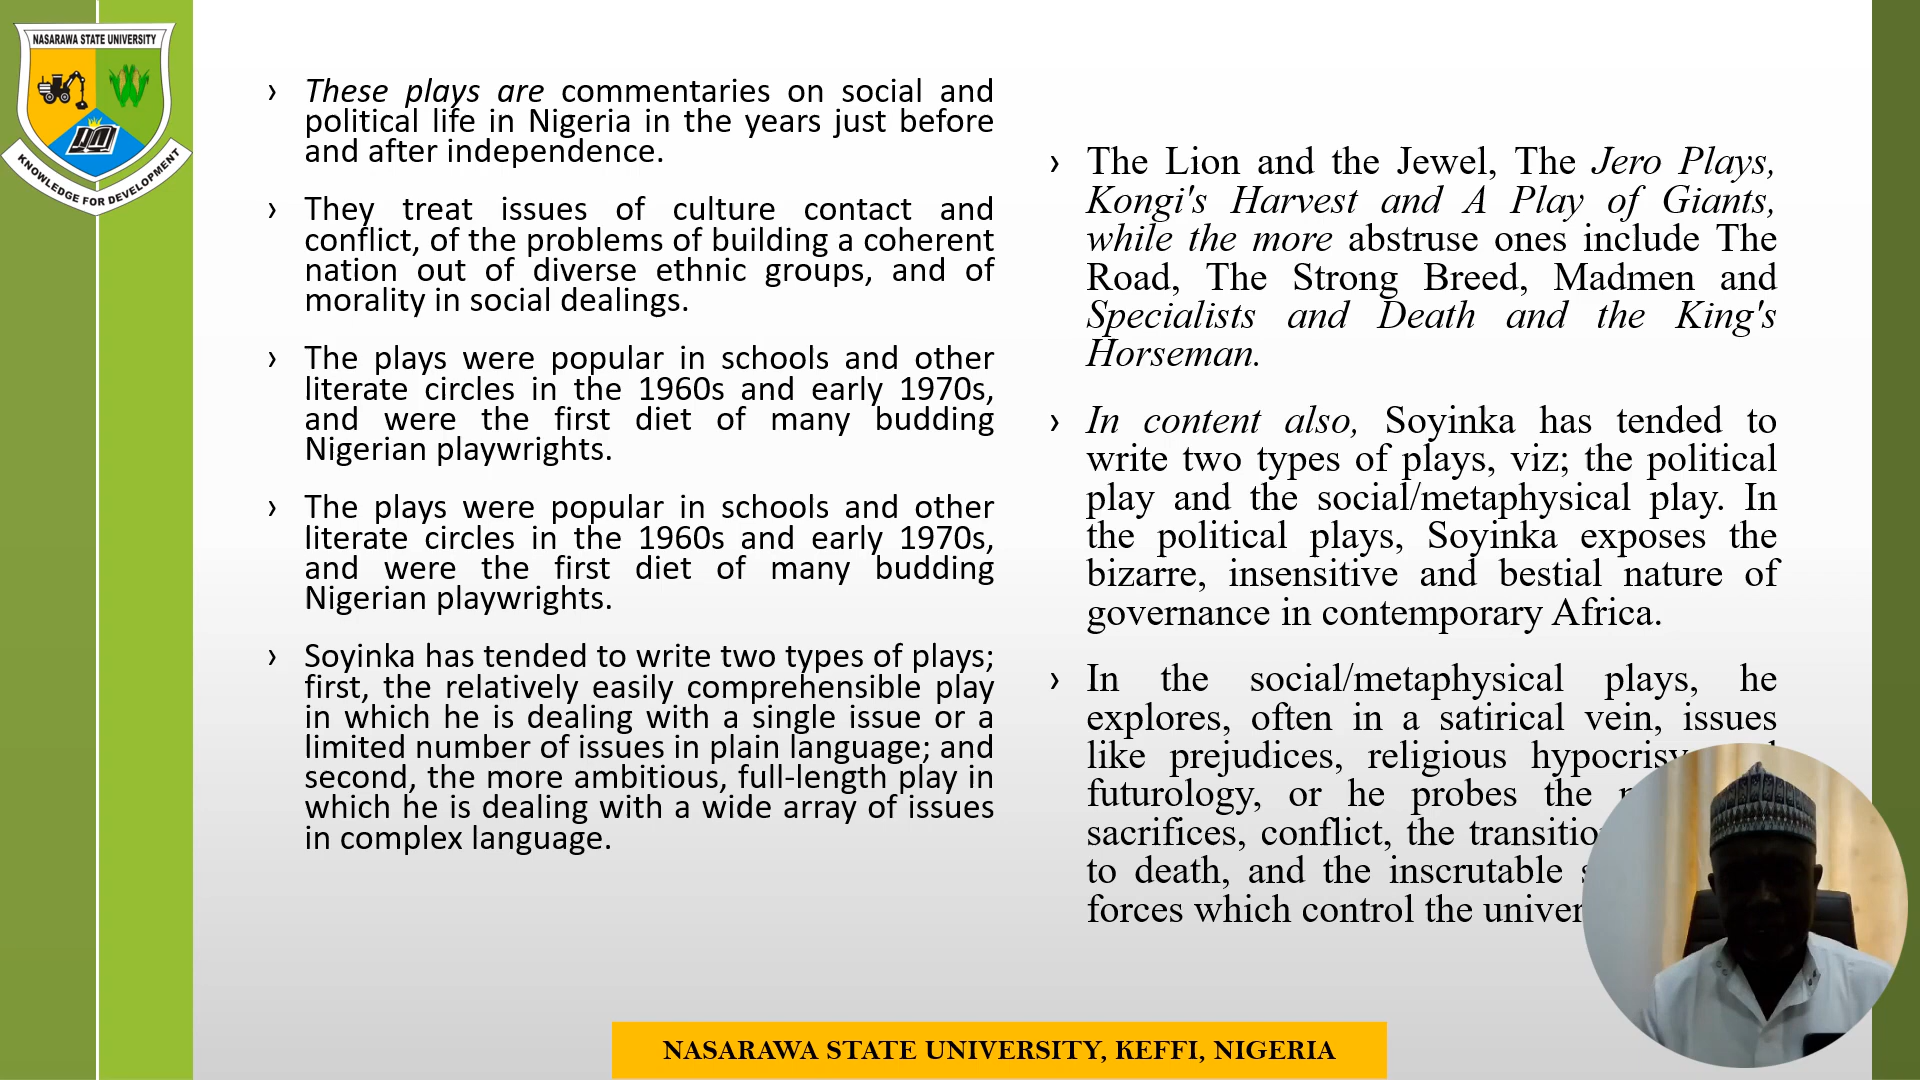 NASARAWA STATE UNIVERSITY
KNOWLEDGE FOR DEVELOPMENT
› These plays are commentaries on social and
political life in Nigeria in the years just before
and after independence.
› They treat issues of culture contact and
conflict, of the problems of building a coherent
nation out of diverse ethnic groups, and of
morality in social dealings.
› The plays were popular in schools and other
literate circles in the 1960s and early 1970s,
and were the first diet of many budding
Nigerian playwrights.
› The plays were popular in schools and other
literate circles in the 1960s and early 1970s,
and were the first diet of many budding
Nigerian playwrights.
› Soyinka has tended to write two types of plays;
first, the relatively easily comprehensible play
in which he is dealing with a single issue or a
limited number of issues in plain language; and
second, the more ambitious, full-length play in
which he is dealing with a wide array of issues
in complex language.
› The Lion and the Jewel, The Jero Plays,
Kongi's Harvest and A Play of Giants,
while the more abstruse ones include The
Road, The Strong Breed, Madmen and
Specialists and Death and the King's
Horseman.
› In content also, Soyinka has tended to
write two types of plays, viz; the political
play and the social/metaphysical play. In
the political plays, Soyinka exposes the
bizarre, insensitive and bestial nature of
governance in contemporary Africa.
› In the social/metaphysical plays, he
explores, often in a satirical vein, issues
like prejudices, religious hypocrisy
futurology, or he probes the
sacrifices, conflict, the
to death, and the inscrutable
forces which control the
NASARAWA STATE UNIVERSITY, KEFFI, NIGERIA